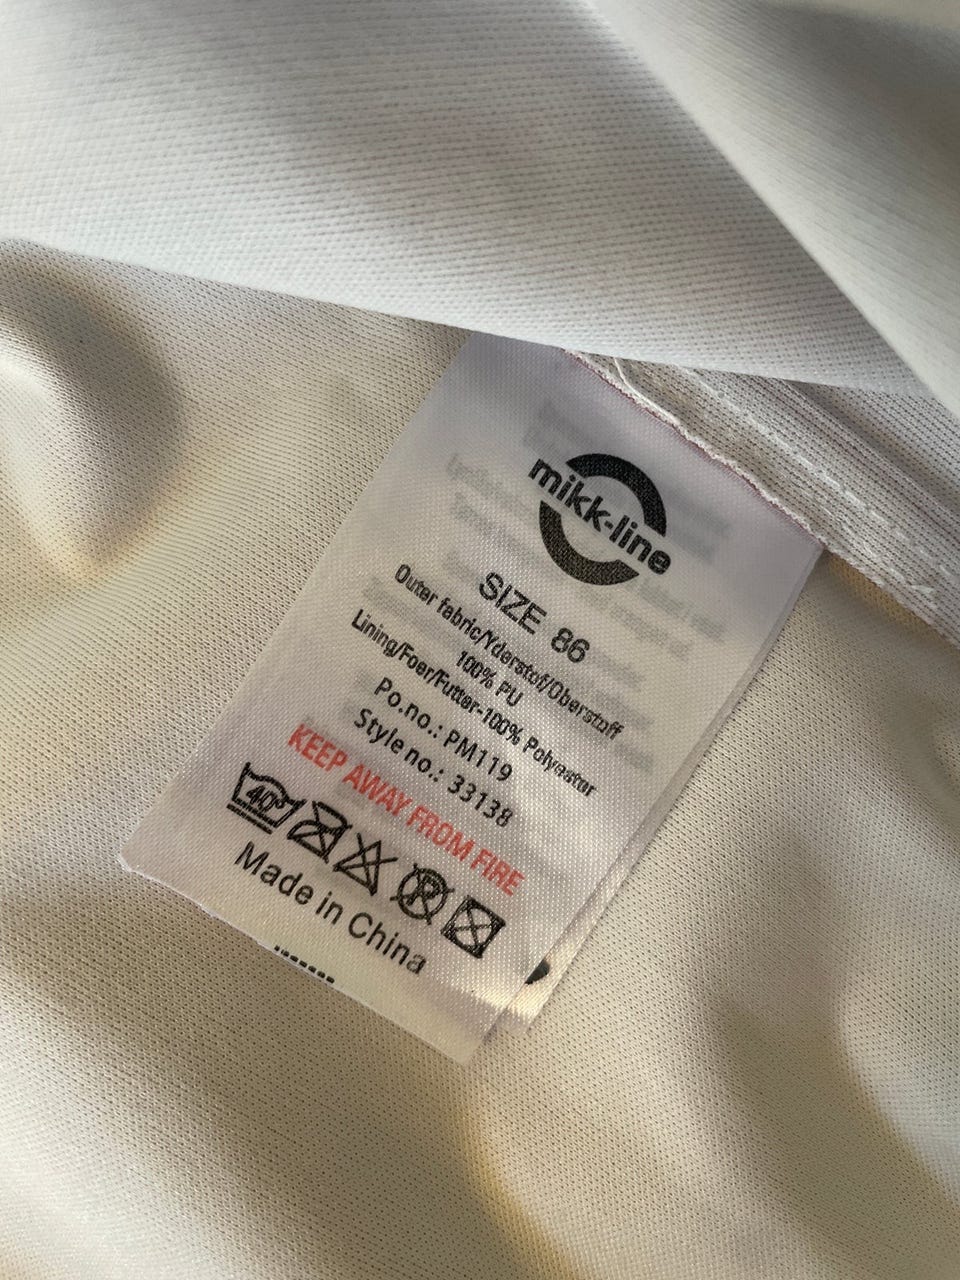 mikk-line
SIZE 86
Outer fabric/Yderstof/Oberstoff
100% PU
Lining/Foer/Futter-100% Polyester
Po.no.: PM119
Style no.: 33138
KEEP AWAY FROM FIRE
40°
P
Made in China